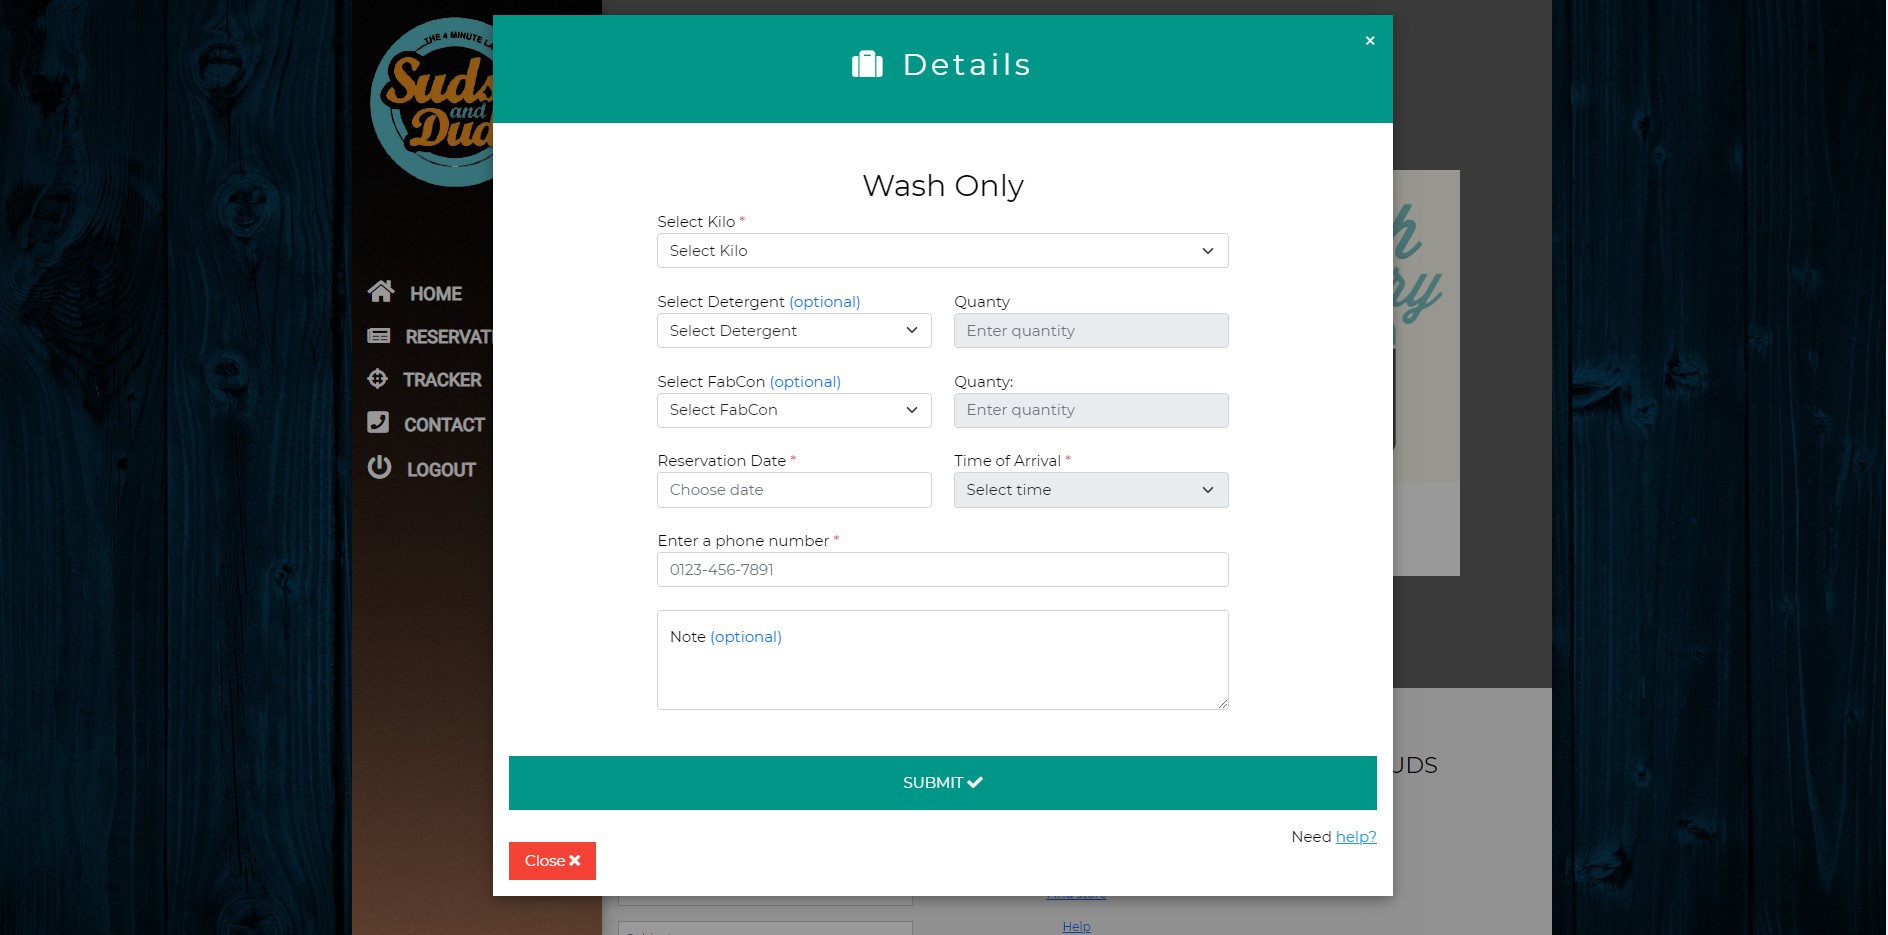 THE 4 MINUTE
Suds
and
HOME
TRACKER
CONTACT
LOGOUT
×
Details
Wash Only
Select Kilo *
Select Kilo
Select Detergent (optional)
Quanty
Select Detergent
Enter quantity
Select FabCon (optional)
Quanty:
Select FabCon
Enter quantity
Reservation Date *
Time of Arrival *
Choose date
Select time
Enter a phone number *
0123-456-7891
Note (optional)
SUBMIT
Need help?
Close
UDS
Help